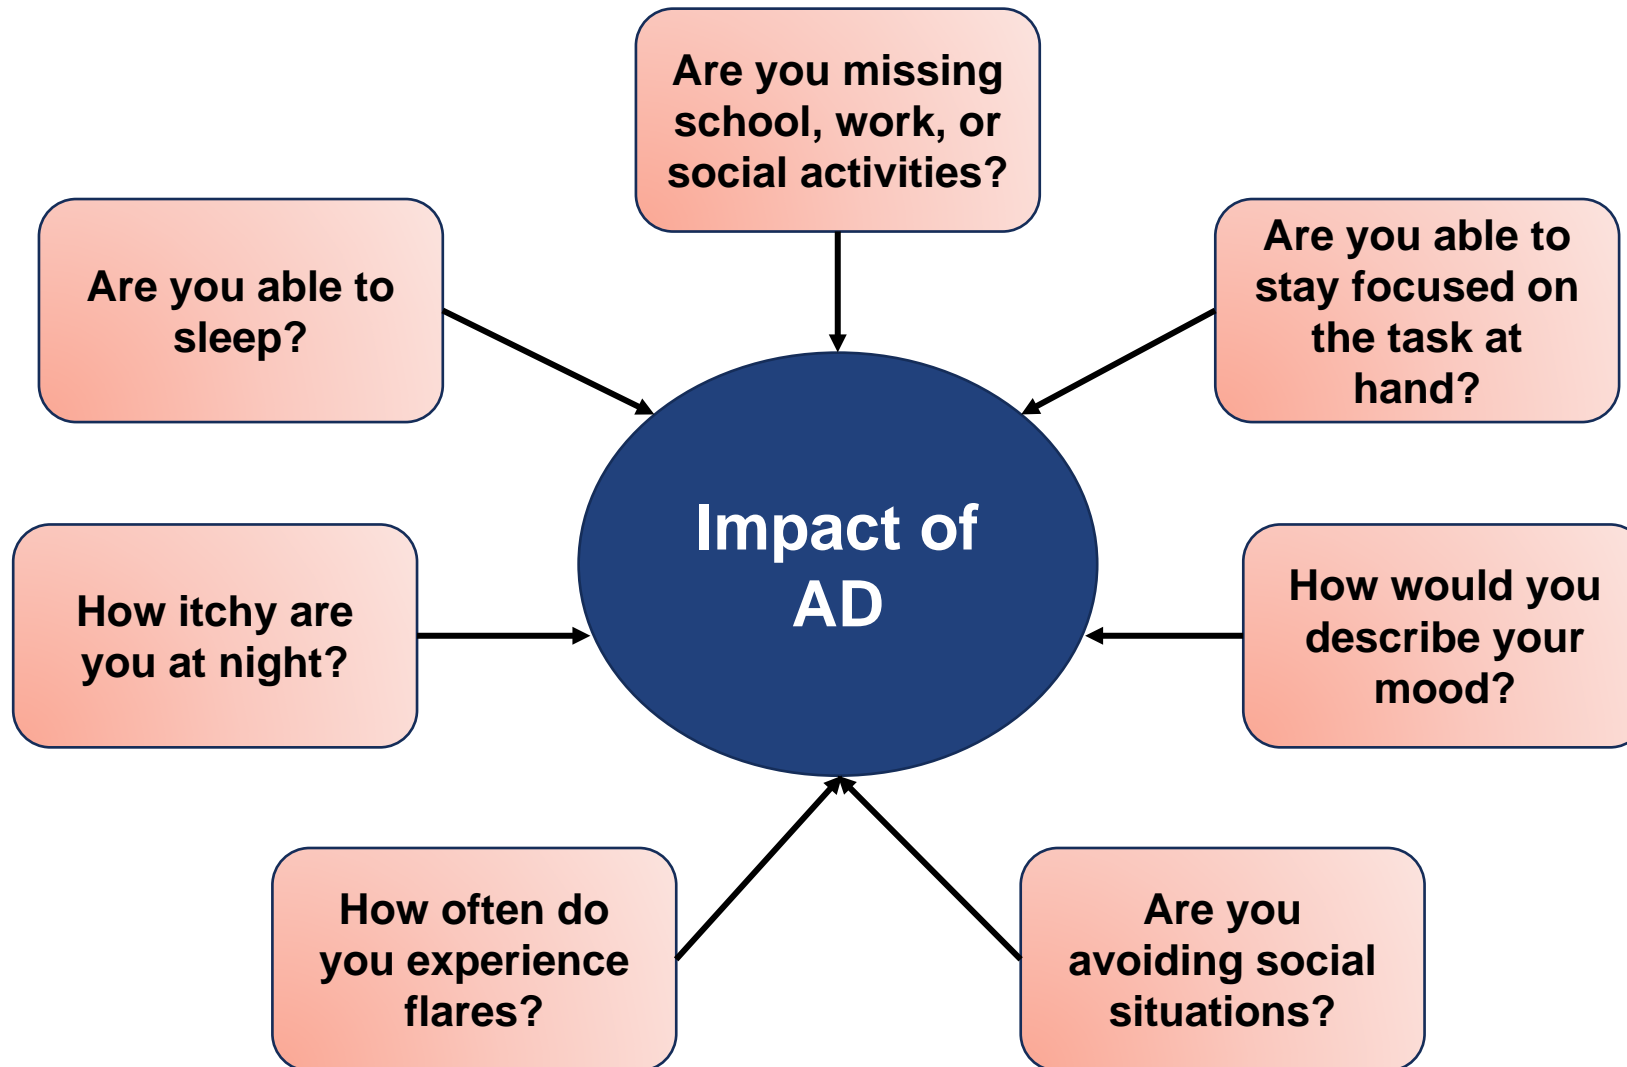 Are you missing
school, work, or
social activities?
Are you able to
sleep?
Are you able to
stay focused on
the task at
hand?
Impact of
AD
How itchy are
you at night?
How would you
describe your
mood?
How often do
you experience
flares?
Are you
avoiding social
situations?